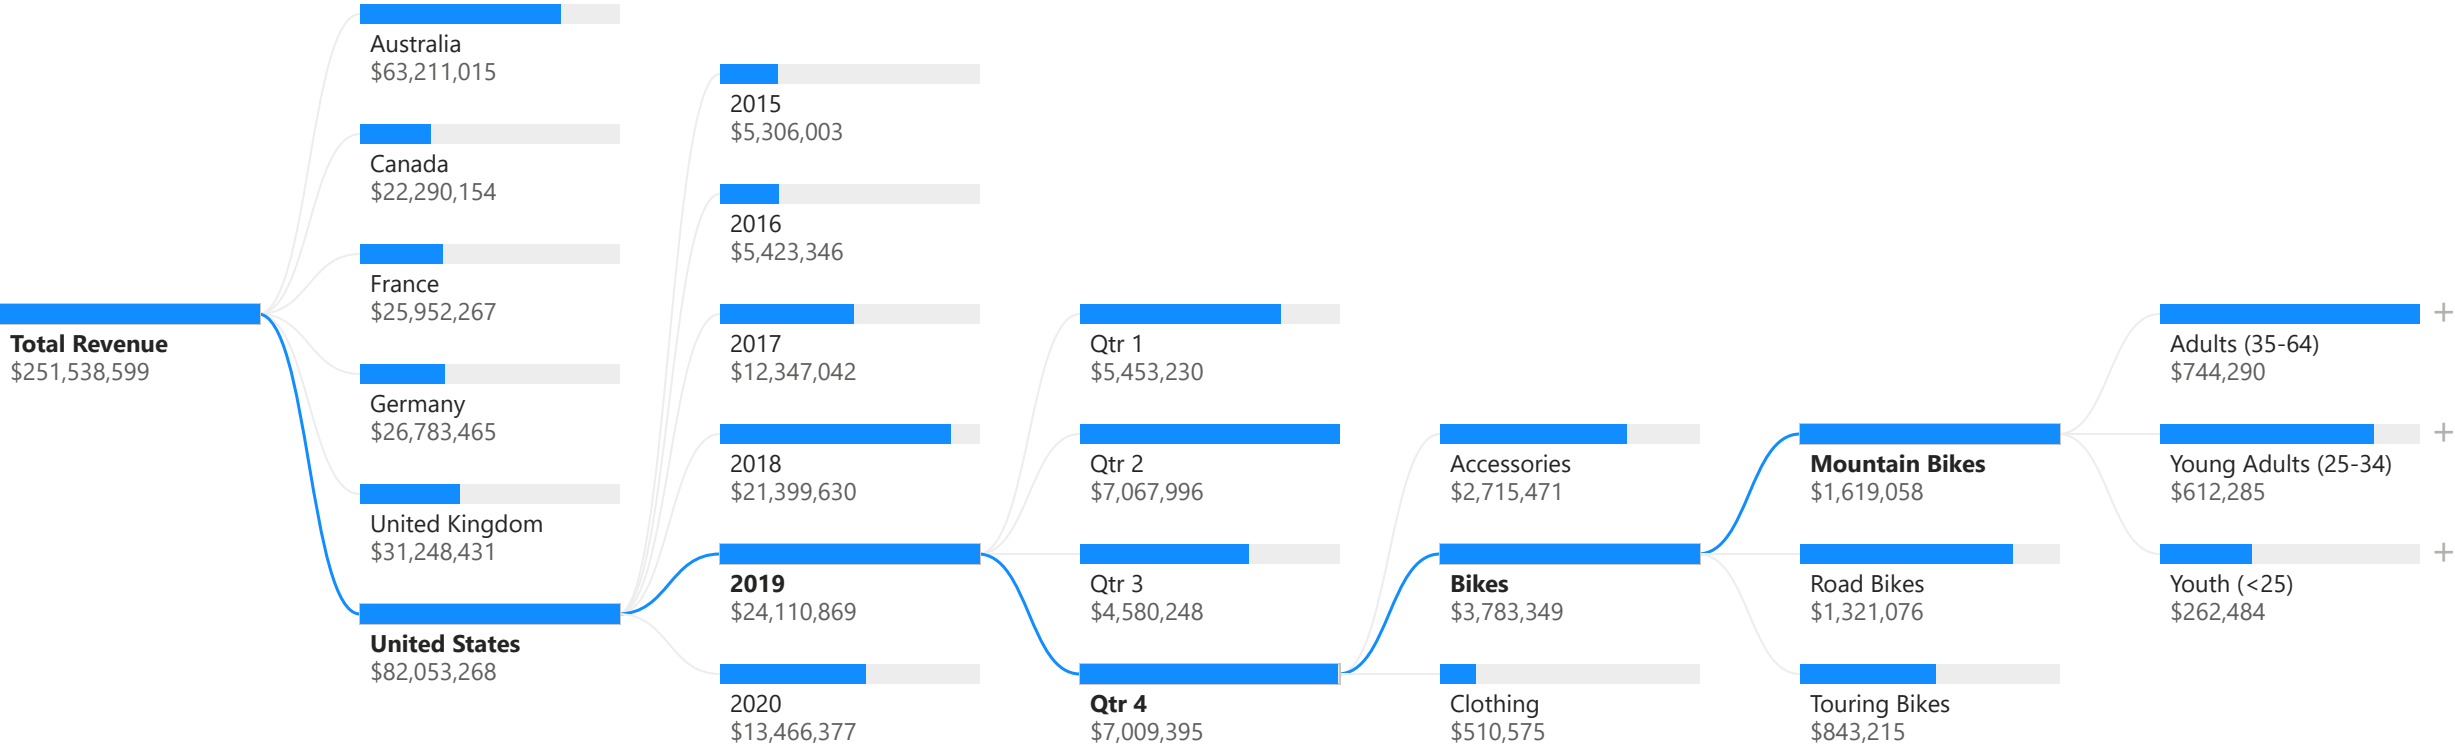 Total Revenue
$251,538,599
Australia
$63,211,015
Canada
$22,290,154
France
$25,952,267
Germany
$26,783,465
United Kingdom
$31,248,431
United States
$82,053,268
2015
$5,306,003
2016
$5,423,346
2017
$12,347,042
2018
$21,399,630
2019
$24,110,869
2020
$13,466,377
Qtr 1
$5,453,230
Qtr 2
$7,067,996
Qtr 3
$4,580,248
Qtr 4
$7,009,395
Accessories
$2,715,471
Bikes
$3,783,349
Clothing
$510,575
Mountain Bikes
$1,619,058
Road Bikes
$1,321,076
Touring Bikes
$843,215
Adults (35-64)
$744,290
Young Adults (25-34)
$612,285
Youth (<25)
$262,484